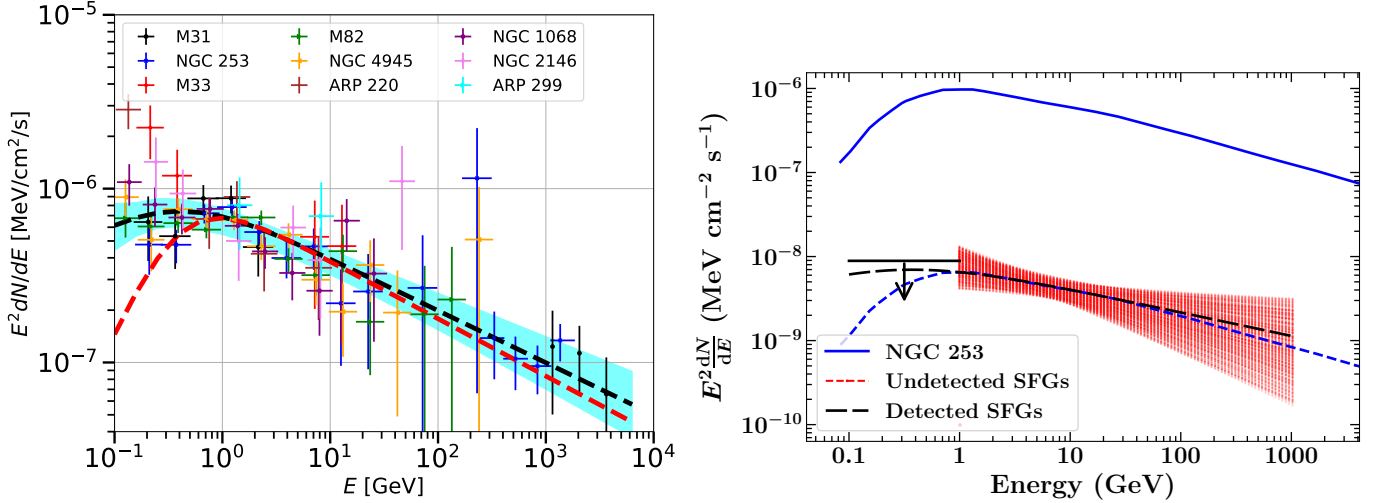 10⁻⁵
10⁻⁶
10⁻⁷
E²dN/dE [MeV/cm²/s]
M31
NGC 253
M33
M82
NGC 4945
ARP 220
NGC 1068
NGC 2146
ARP 299
10⁻¹ 10⁰ 10¹ 10² 10³ 10⁴
E [GeV]
10⁻⁶
10⁻⁷
10⁻⁸
10⁻⁹
10⁻¹⁰
E² dN/dE (MeV cm⁻² s⁻¹)
NGC 253
Undetected SFGs
Detected SFGs
0.1 1 10 100 1000
Energy (GeV)